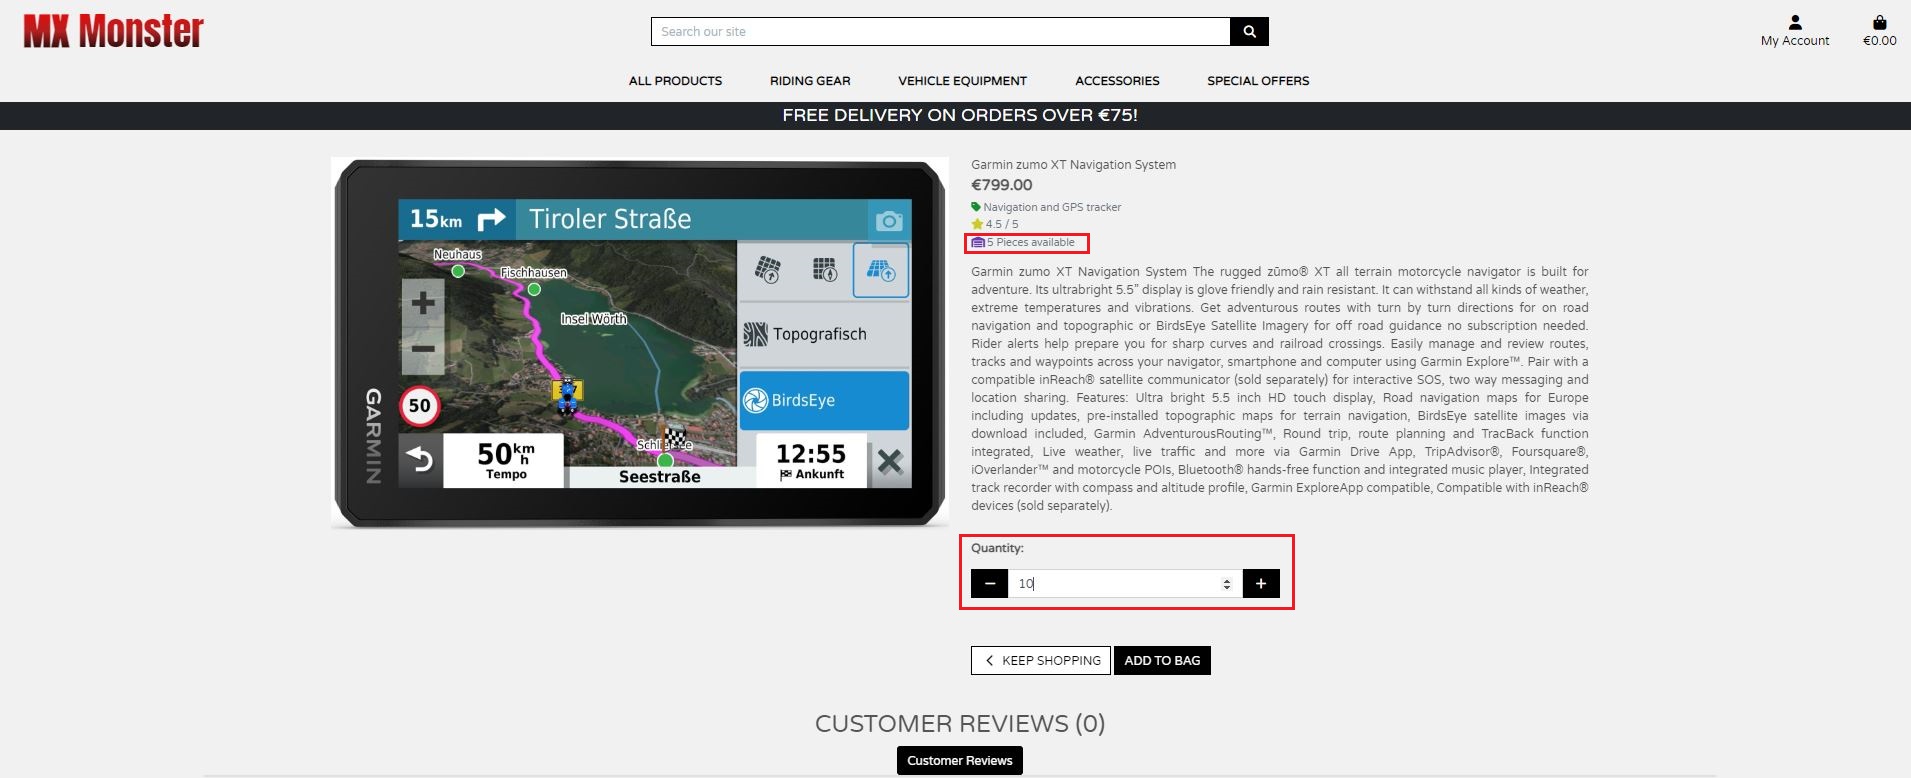 MX Monster
Search our site
My Account
€0.00
ALL PRODUCTS
RIDING GEAR
VEHICLE EQUIPMENT
ACCESSORIES
SPECIAL OFFERS
FREE DELIVERY ON ORDERS OVER €75!
15km
Tiroler Straße
Neuhaus
Fischhausen
Insel Wörth
Topografisch
BirdsEye
50
GARMIN
50 km h
Tempo
Seestraße
12:55
Ankunft
Garmin zumo XT Navigation System
€799.00
Navigation and GPS tracker
4.5 / 5
5 Pieces available
Garmin zumo XT Navigation System The rugged zūmo® XT all terrain motorcycle navigator is built for
adventure. Its ultrabright 5.5” display is glove friendly and rain resistant. It can withstand all kinds of weather,
extreme temperatures and vibrations. Get adventurous routes with turn by turn directions for on road
navigation and topographic or BirdsEye Satellite Imagery for off road guidance no subscription needed.
Rider alerts help prepare you for sharp curves and railroad crossings. Easily manage and review routes,
tracks and waypoints across your navigator, smartphone and computer using Garmin Explore™. Pair with a
compatible inReach® satellite communicator (sold separately) for interactive SOS, two way messaging and
location sharing. Features: Ultra bright 5.5 inch HD touch display, Road navigation maps for Europe
including updates, pre-installed topographic maps for terrain navigation, BirdsEye satellite images via
download included, Garmin AdventurousRouting™, Round trip, route planning and TracBack function
integrated, Live weather, live traffic and more via Garmin Drive App, TripAdvisor®, Foursquare®,
iOverlander™ and motorcycle POIs, Bluetooth® hands-free function and integrated music player, Integrated
track recorder with compass and altitude profile, Garmin ExploreApp compatible, Compatible with inReach®
devices (sold separately).
Quantity:
10
KEEP SHOPPING
ADD TO BAG
CUSTOMER REVIEWS (0)
Customer Reviews